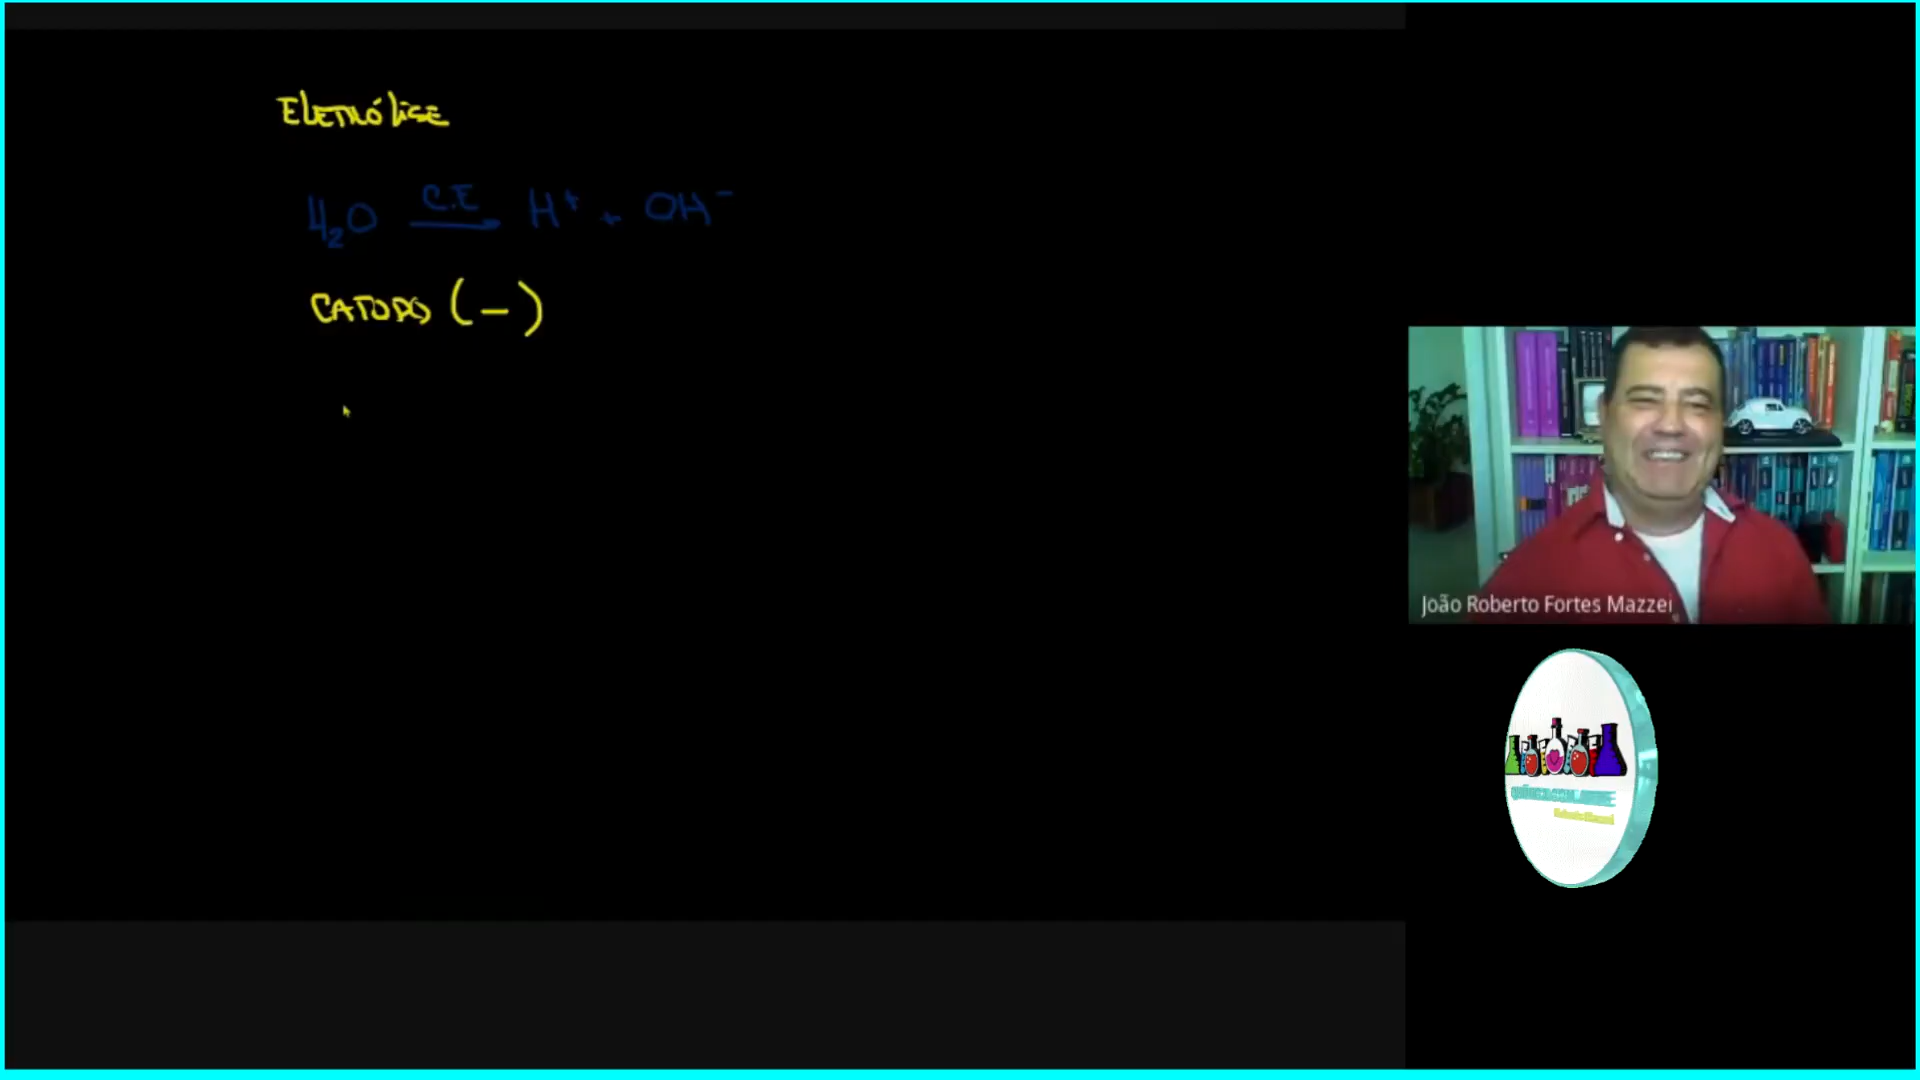 ELETRÓLISE
H₂O C.E → H⁺ + OH⁻
CATODO (−)
João Roberto Fortes Mazzei